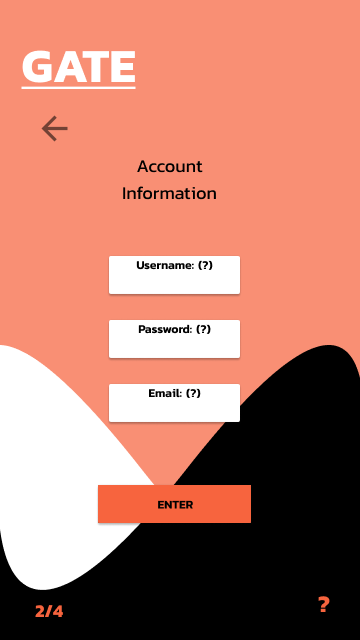 GATE
Account
Information
Username: (?)
Password: (?)
Email: (?)
ENTER
2/4
?